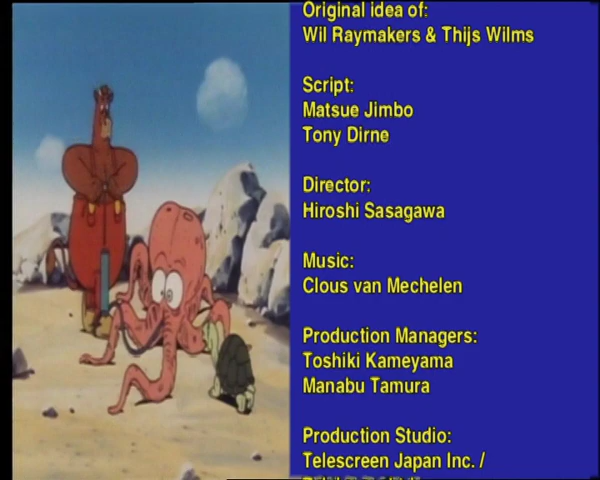 Original idea of:
Wil Raymakers & Thijs Wilms
Script:
Matsue Jimbo
Tony Dirne
Director:
Hiroshi Sasagawa
Music:
Clous van Mechelen
Production Managers:
Toshiki Kameyama
Manabu Tamura
Production Studio:
Telescreen Japan Inc. /